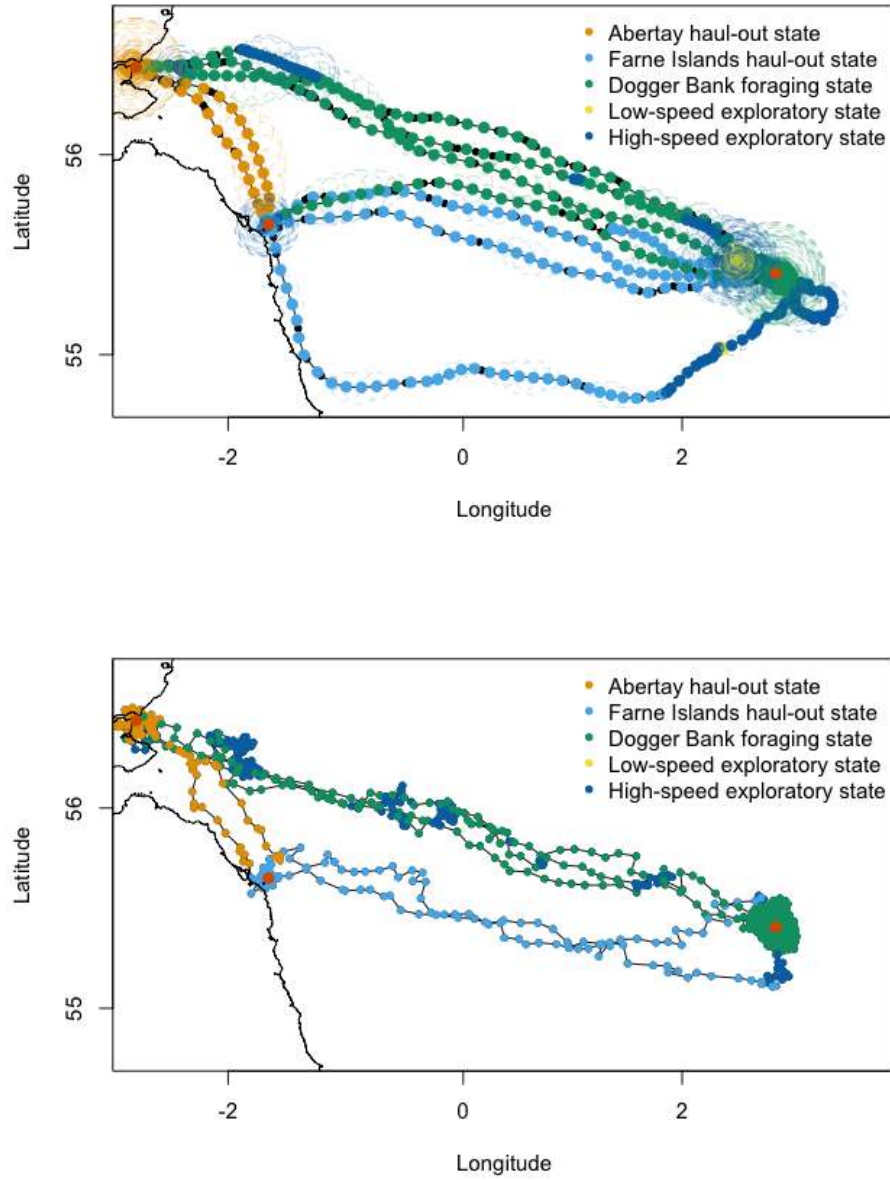 Abertay haul-out state
Farne Islands haul-out state
Dogger Bank foraging state
Low-speed exploratory state
High-speed exploratory state
56
55
Latitude
-2
0
2
Longitude
Abertay haul-out state
Farne Islands haul-out state
Dogger Bank foraging state
Low-speed exploratory state
High-speed exploratory state
56
55
Latitude
-2
0
2
Longitude